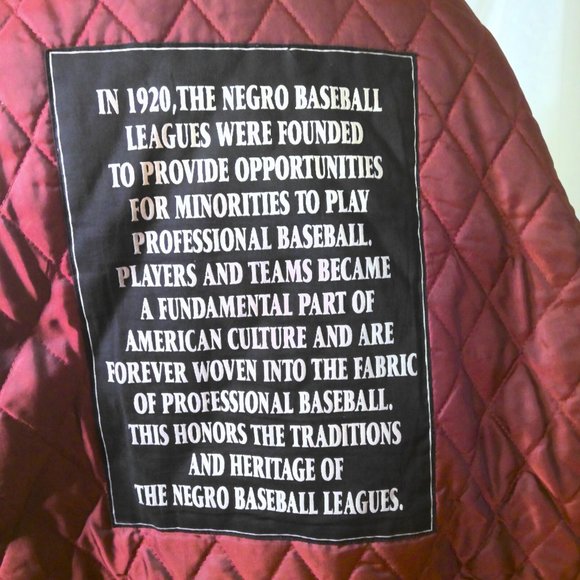 IN 1920, THE NEGRO BASEBALL
LEAGUES WERE FOUNDED
TO PROVIDE OPPORTUNITIES
FOR MINORITIES TO PLAY
PROFESSIONAL BASEBALL.
PLAYERS AND TEAMS BECAME
A FUNDAMENTAL PART OF
AMERICAN CULTURE AND ARE
FOREVER WOVEN INTO THE FABRIC
OF PROFESSIONAL BASEBALL.
THIS HONORS THE TRADITIONS
AND HERITAGE OF
THE NEGRO BASEBALL LEAGUES.